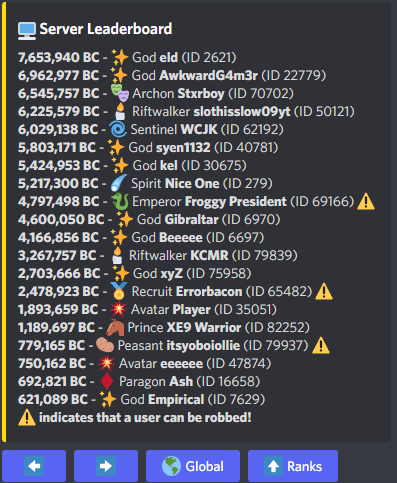 Server Leaderboard
7,653,940 BC - God eld (ID 2621)
6,962,977 BC - God AwkwardG4m3r (ID 22779)
6,545,757 BC - Archon Stxrboy (ID 70702)
6,225,579 BC - Riftwalker slothisslow09yt (ID 50121)
6,029,138 BC - Sentinel WCJK (ID 62192)
5,803,171 BC - God syen1132 (ID 40781)
5,424,953 BC - God kel (ID 30675)
5,217,300 BC - Spirit Nice One (ID 279)
4,797,498 BC - Emperor Froggy President (ID 69166) ⚠
4,600,050 BC - God Gibraltar (ID 6970)
4,166,856 BC - God Beeeee (ID 6697)
3,267,757 BC - Riftwalker KCMR (ID 79839)
2,703,666 BC - God xyZ (ID 75958)
2,478,923 BC - Recruit Errorbacon (ID 65482) ⚠
1,893,659 BC - Avatar Player (ID 35051)
1,189,697 BC - Prince XE9 Warrior (ID 82252)
779,165 BC - Peasant itsyoboiollie (ID 79937) ⚠
750,162 BC - Avatar eeeeee (ID 47874)
692,821 BC - Paragon Ash (ID 16658)
621,089 BC - God Empirical (ID 7629)
⚠ indicates that a user can be robbed!
Global Ranks